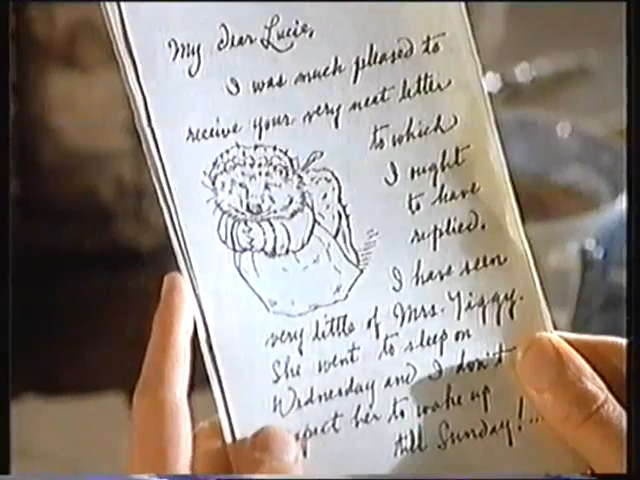 My dear Lucie,
I was much pleased to
receive your very neat letter
to which
I ought
to have
replied.
I have seen
very little of Mrs. Tiggy.
She went to sleep on
Wednesday and I don't
her to wake up
till Sunday!...